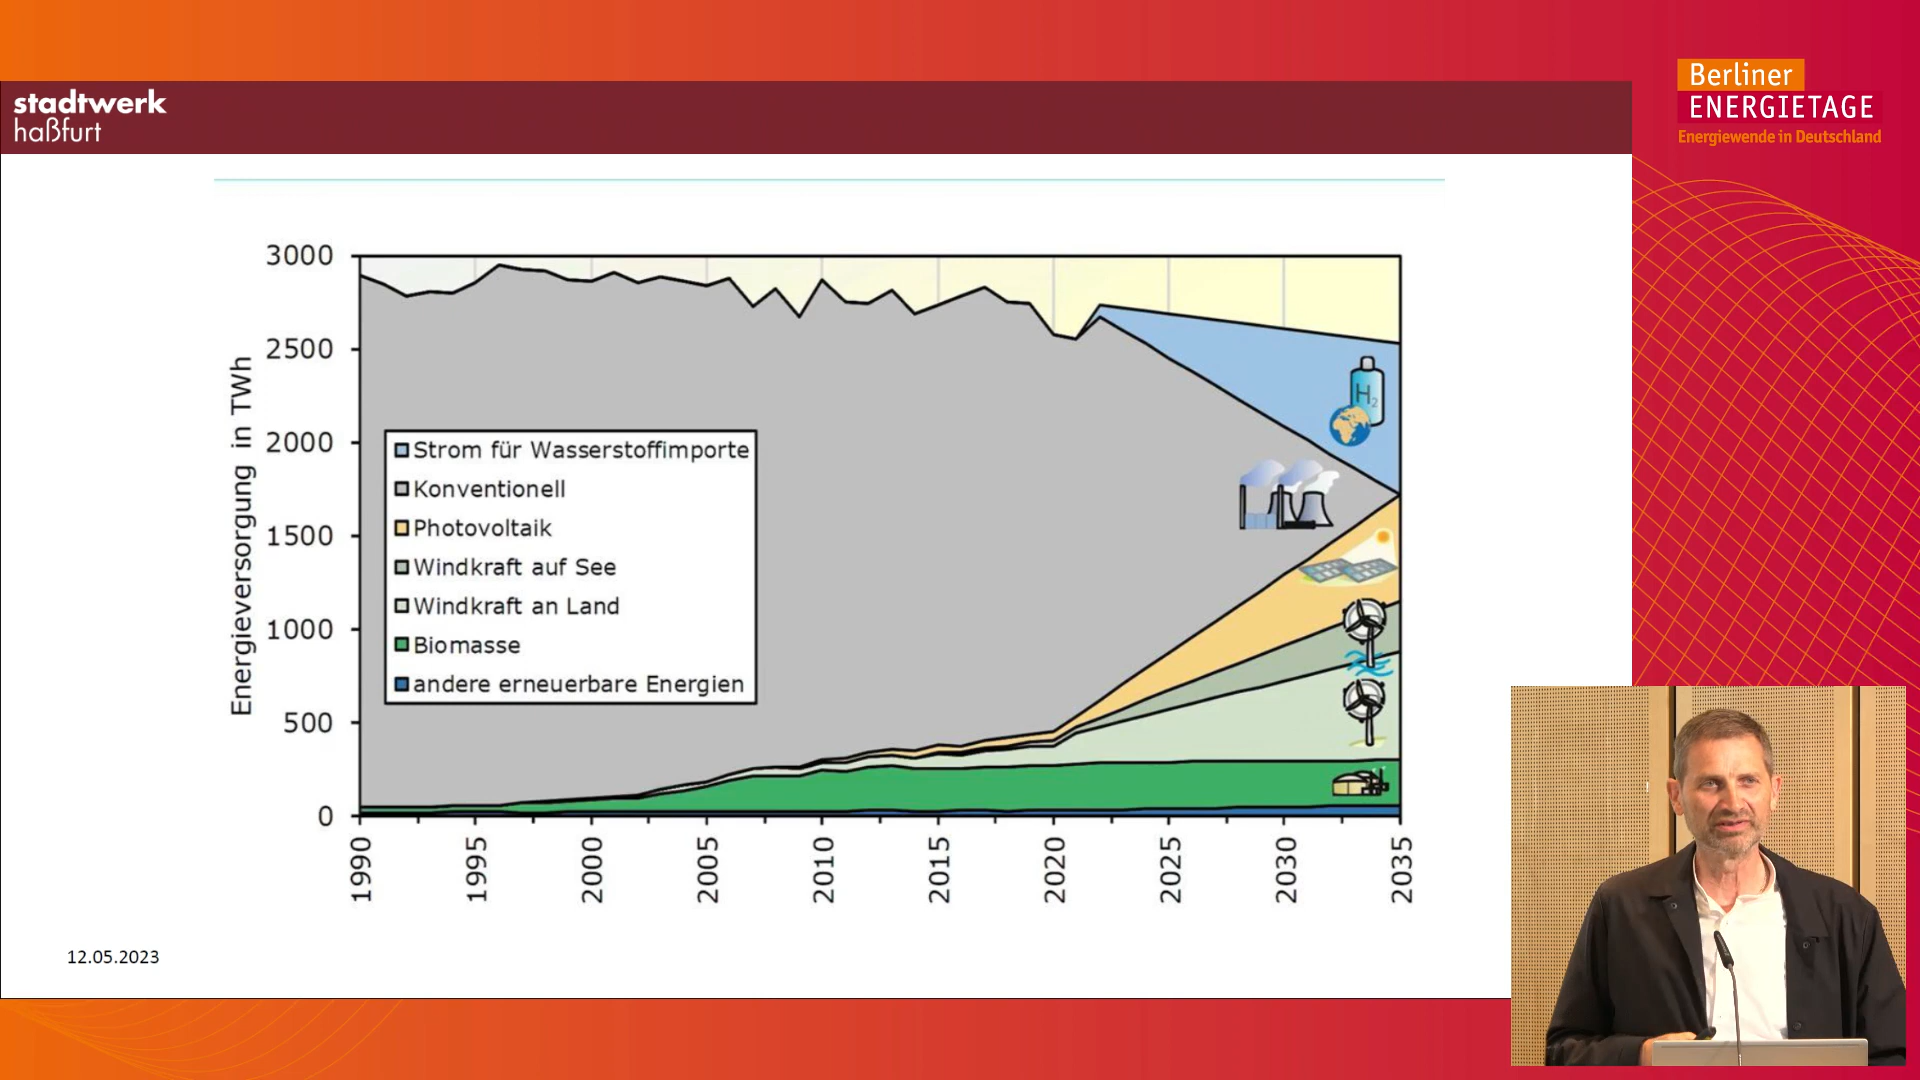 stadtwerk
haßfurt
Berliner
ENERGIETAGE
Energiewende in Deutschland
Energieversorgung in TWh
3000
2500
2000
1500
1000
500
0
Strom für Wasserstoffimporte
Konventionell
Photovoltaik
Windkraft auf See
Windkraft an Land
Biomasse
andere erneuerbare Energien
H2
1990
1995
2000
2005
2010
2015
2020
2025
2030
2035
12.05.2023